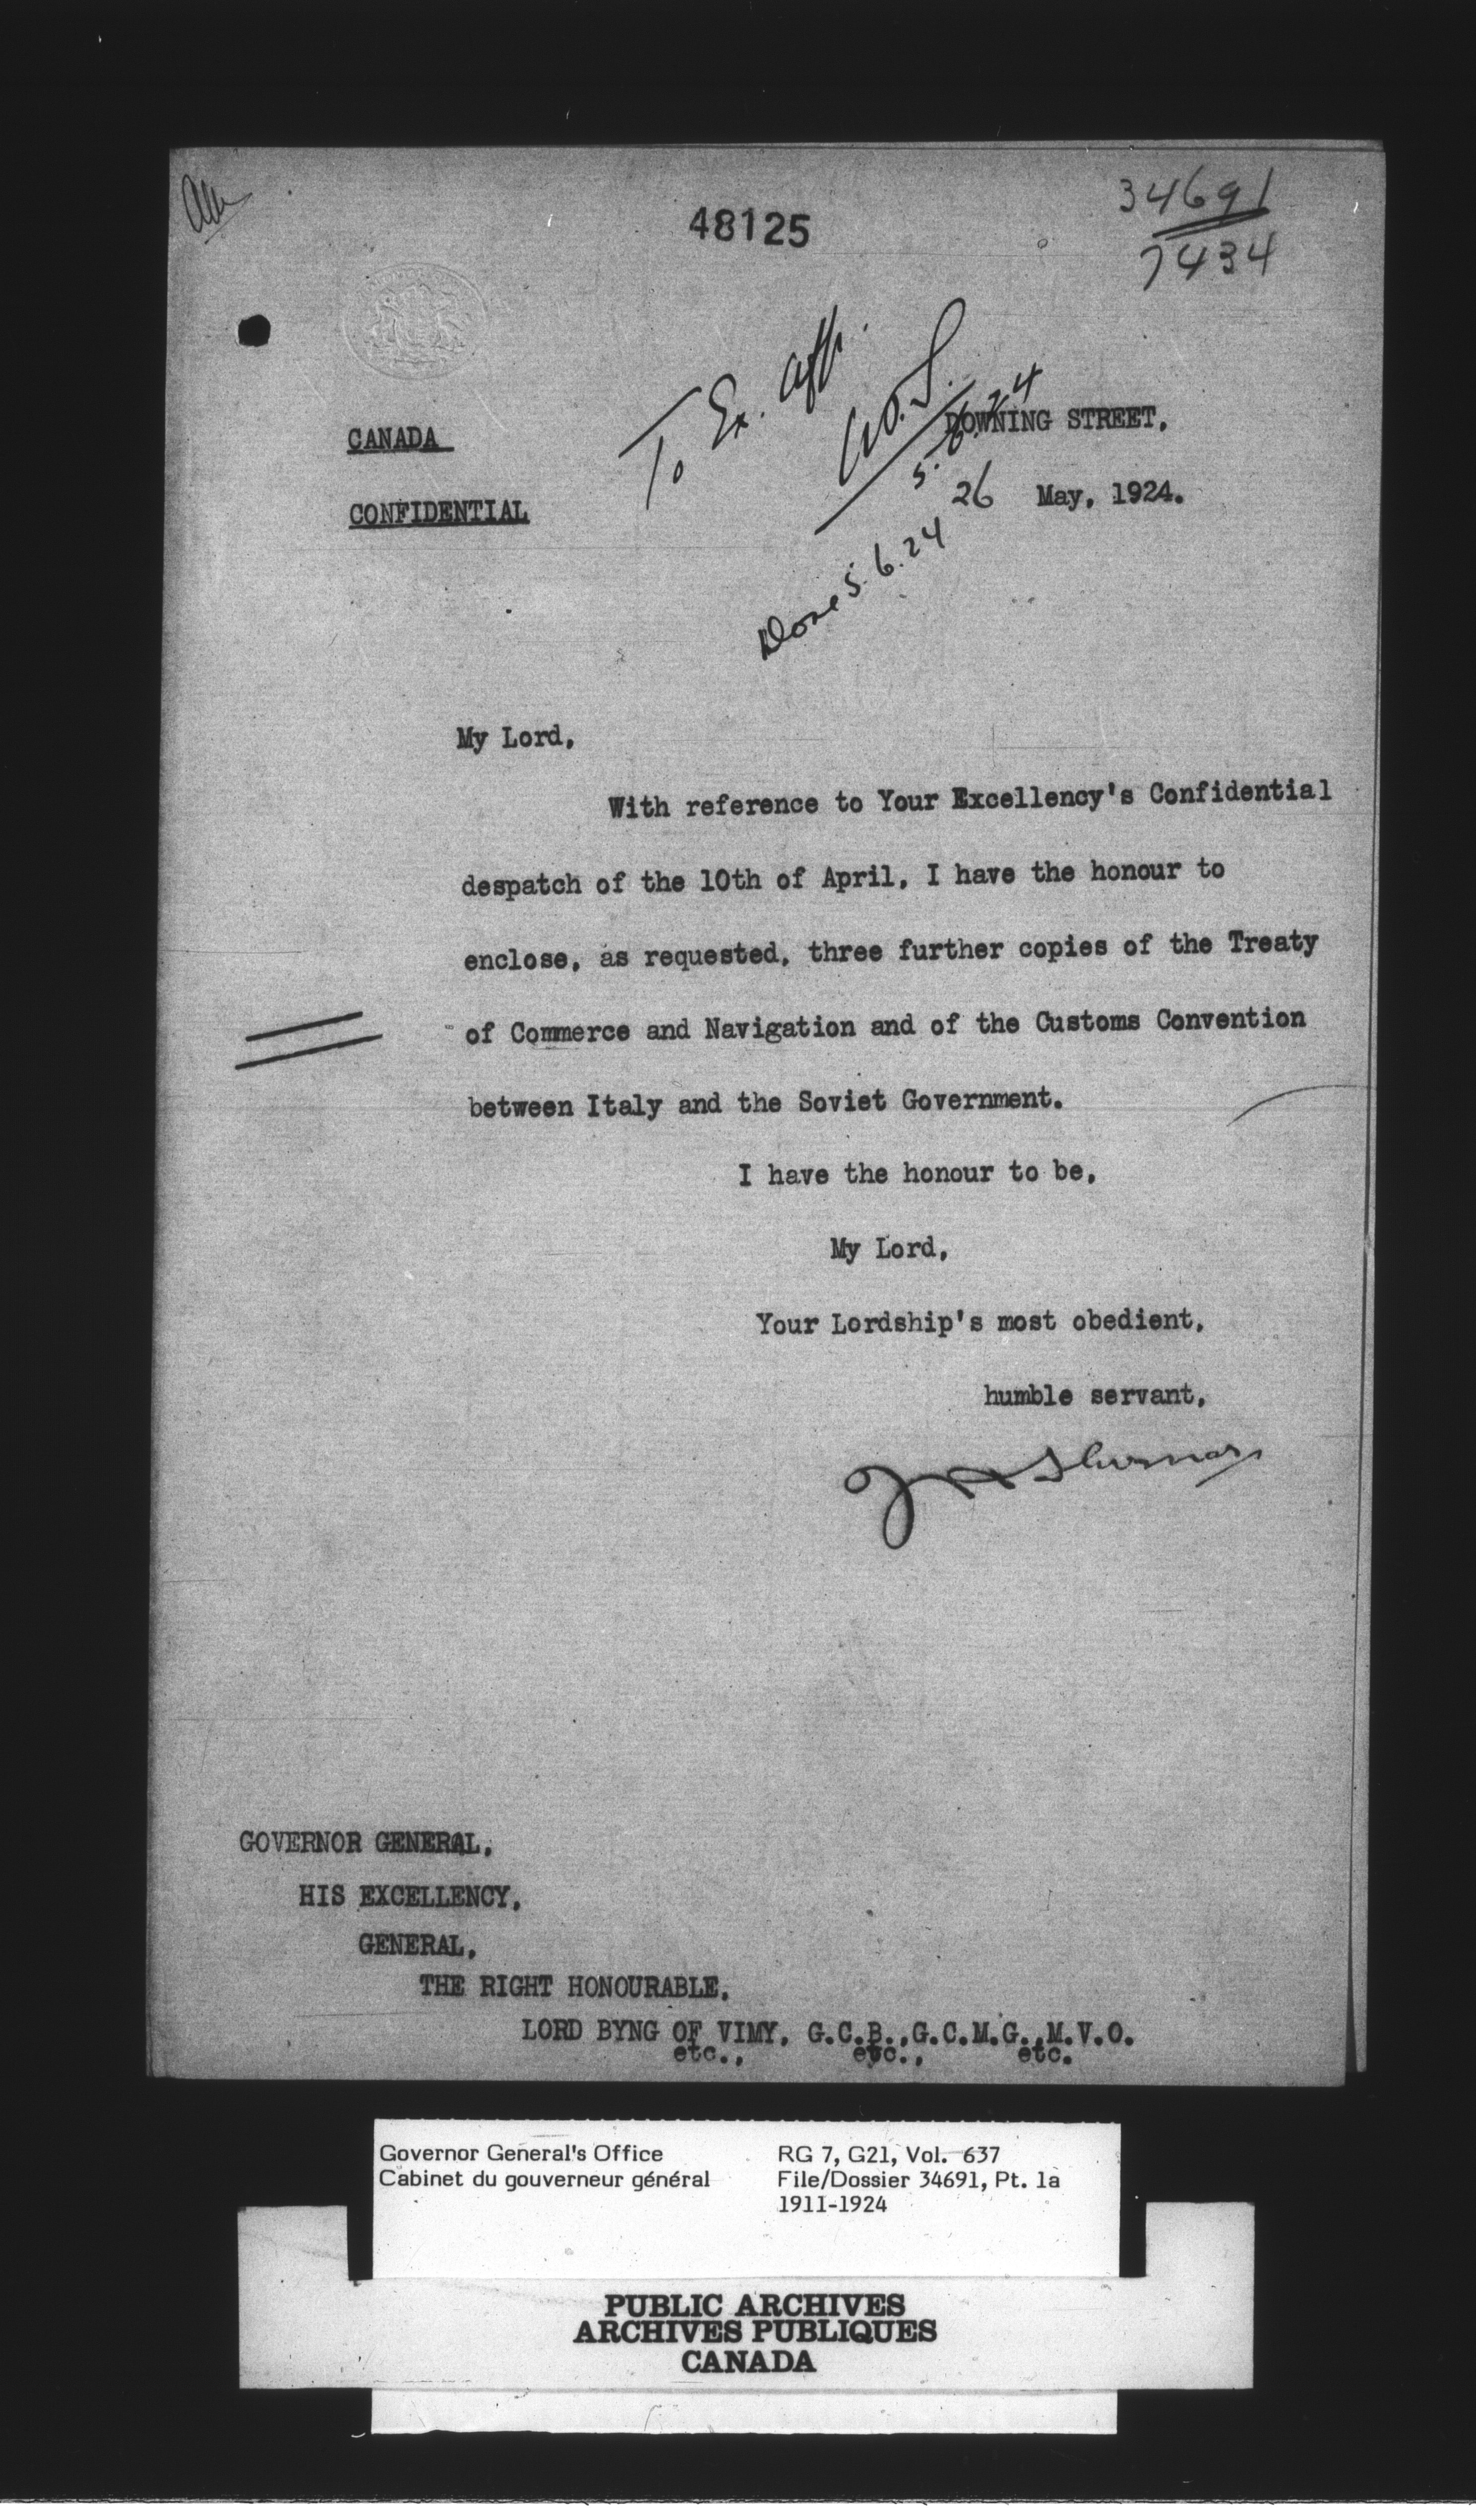 34691
48125
7434
To Ex. Aff.
5.6.24
CANADA
DOWNING STREET,
26 May, 1924.
CONFIDENTIAL
Done 5.6.24
My Lord,
With reference to Your Excellency's Confidential
despatch of the 10th of April, I have the honour to
enclose, as requested, three further copies of the Treaty
of Commerce and Navigation and of the Customs Convention
between Italy and the Soviet Government.
I have the honour to be,
My Lord,
Your Lordship's most obedient,
humble servant,
GOVERNOR GENERAL,
HIS EXCELLENCY,
GENERAL,
THE RIGHT HONOURABLE,
LORD BYNG OF VIMY, G.C.B.,G.C.M.G.,M.V.O.
etc., etc., etc.
Governor General's Office RG 7, G21, Vol. 637
Cabinet du gouverneur général File/Dossier 34691, Pt. 1a
1911-1924
PUBLIC ARCHIVES
ARCHIVES PUBLIQUES
CANADA